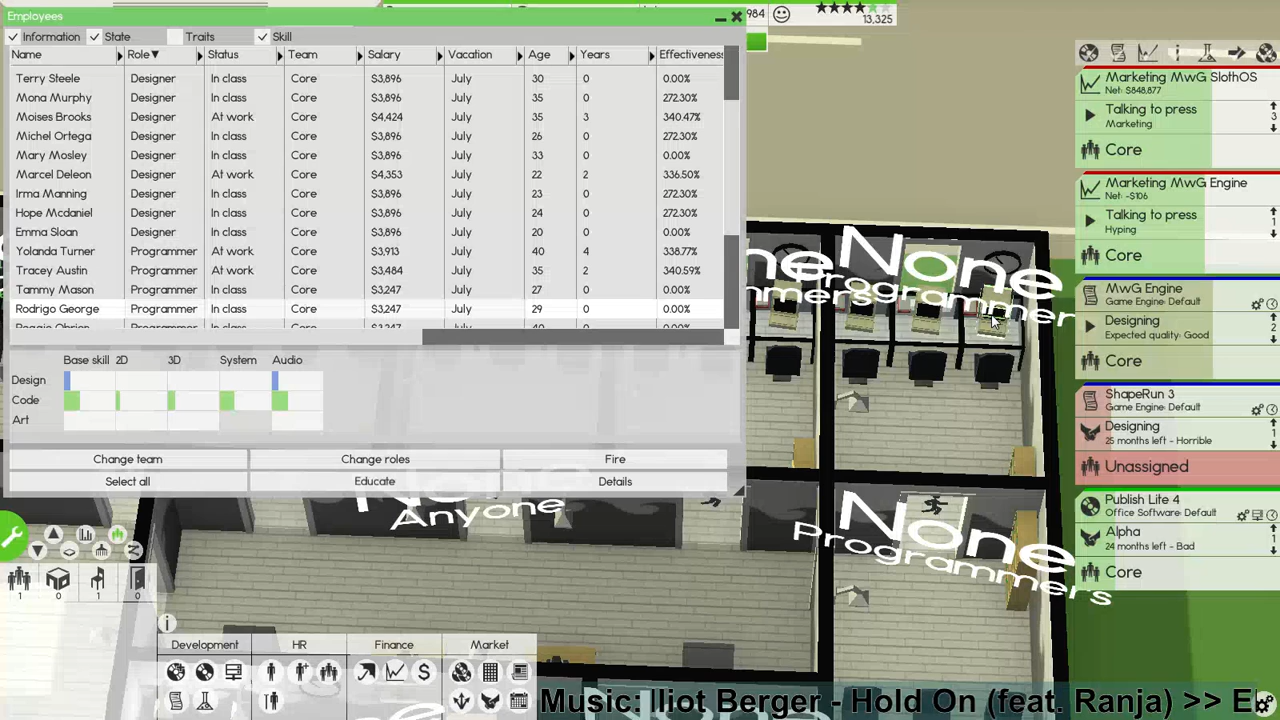 Employees
Information State Traits Skill
Name Role▼ Status Team Salary Vacation Age Years Effectiveness
Terry Steele Designer In class Core $3,896 July 30 0 0.00%
Mona Murphy Designer In class Core $3,896 July 35 0 272.30%
Moises Brooks Designer At work Core $4,424 July 35 3 340.47%
Michel Ortega Designer In class Core $3,896 July 26 0 272.30%
Mary Mosley Designer In class Core $3,896 July 33 0 0.00%
Marcel Deleon Designer At work Core $4,353 July 22 2 336.50%
Irma Manning Designer In class Core $3,896 July 23 0 272.30%
Hope Mcdaniel Designer In class Core $3,896 July 24 0 272.30%
Emma Sloan Designer In class Core $3,896 July 20 0 0.00%
Yolanda Turner Programmer At work Core $3,913 July 40 4 338.77%
Tracey Austin Programmer At work Core $3,484 July 35 2 340.59%
Tammy Mason Programmer In class Core $3,247 July 27 0 0.00%
Rodrigo George Programmer In class Core $3,247 July 29 0 0.00%
Base skill 2D 3D System Audio
Design
Code
Art
Change team Change roles Fire
Select all Educate Details
984
13,325
Marketing MwG SlothOS
Net: $848,877
Talking to press
Marketing
3
Core
Marketing MwG Engine
Net: -$106
Talking to press
Hyping
1
Core
MwG Engine
Game Engine: Default
Designing
Expected quality: Good
2
Core
ShapeRun 3
Game Engine: Default
Designing
25 months left - Horrible
Unassigned
Publish Lite 4
Office Software: Default
Alpha
24 months left - Bad
1
Core
None
Programmers
Anyone
None
Programmers
1 0 1 0
Development HR Finance Market
Music: Iliot Berger - Hold On (feat. Ranja) >> E